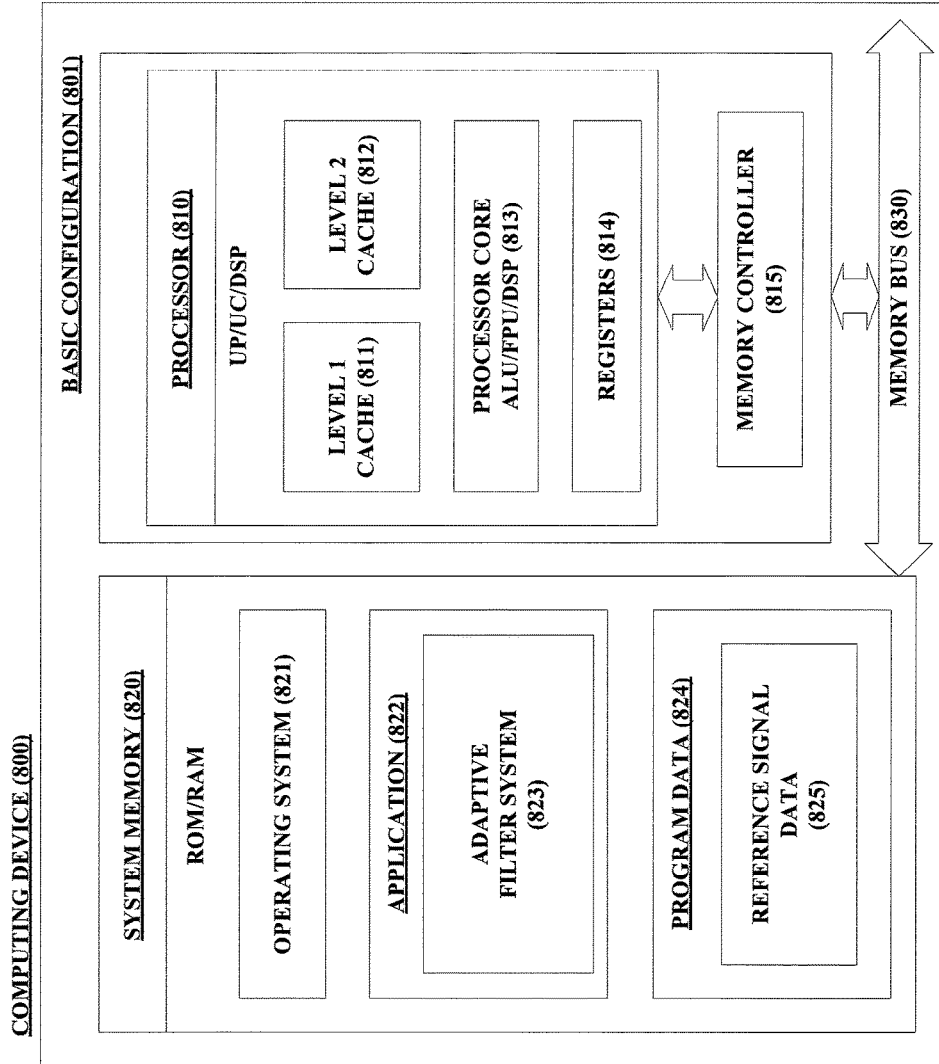 COMPUTING DEVICE (800)
SYSTEM MEMORY (820)
ROM/RAM
OPERATING SYSTEM (821)
APPLICATION (822)
ADAPTIVE
FILTER SYSTEM
(823)
PROGRAM DATA (824)
REFERENCE SIGNAL
DATA
(825)
BASIC CONFIGURATION (801)
PROCESSOR (810)
UP/UC/DSP
LEVEL 1
CACHE (811)
LEVEL 2
CACHE (812)
PROCESSOR CORE
ALU/FPU/DSP (813)
REGISTERS (814)
MEMORY CONTROLLER
(815)
MEMORY BUS (830)